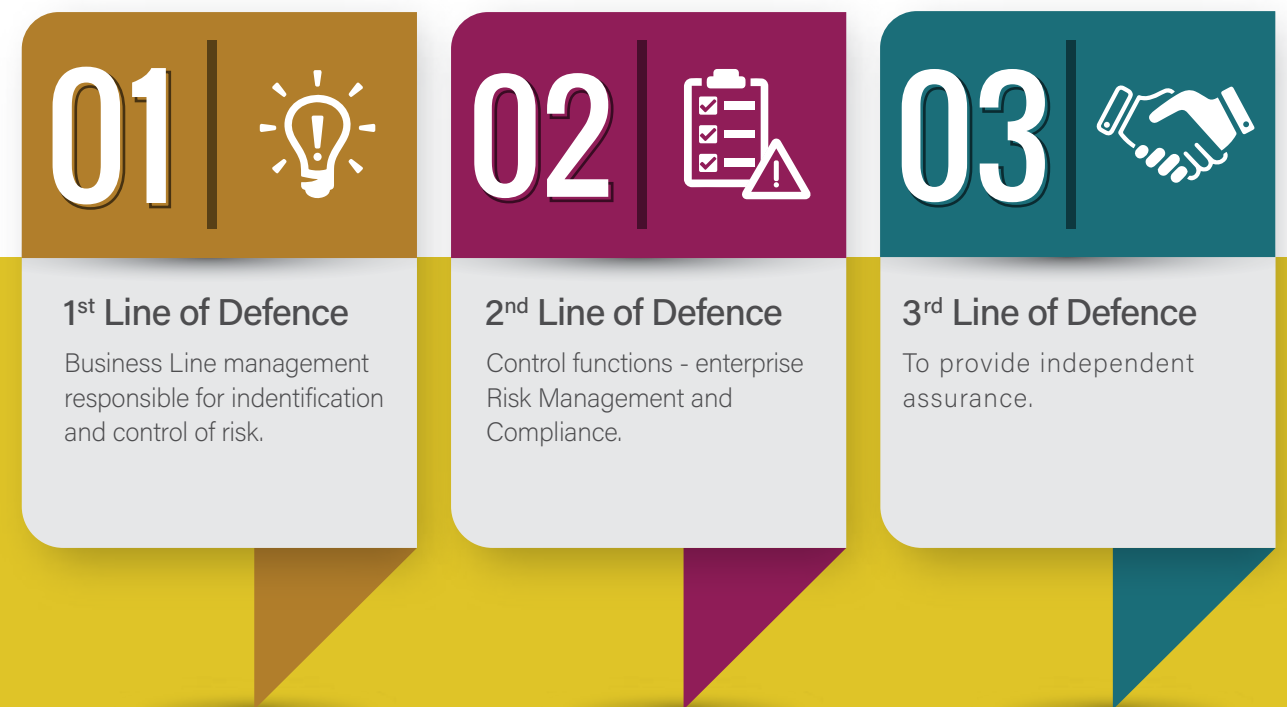 01
1st Line of Defence
Business Line management
responsible for indentification
and control of risk.
02
2nd Line of Defence
Control functions - enterprise
Risk Management and
Compliance.
03
3rd Line of Defence
To provide independent
assurance.